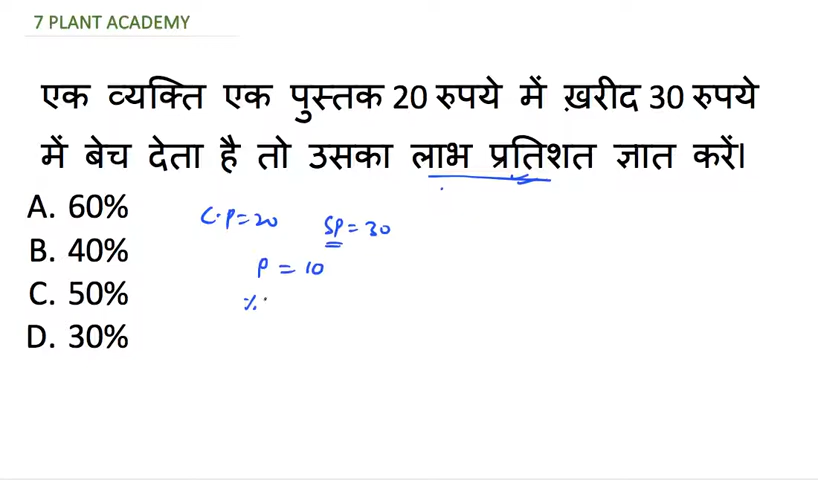 7 PLANT ACADEMY
एक व्यक्ति एक पुस्तक 20 रुपये में ख़रीद 30 रुपये
में बेच देता है तो उसका लाभ प्रतिशत ज्ञात करें।
A. 60%
B. 40%
C. 50%
D. 30%
C.P=20 SP=30
P = 10
%